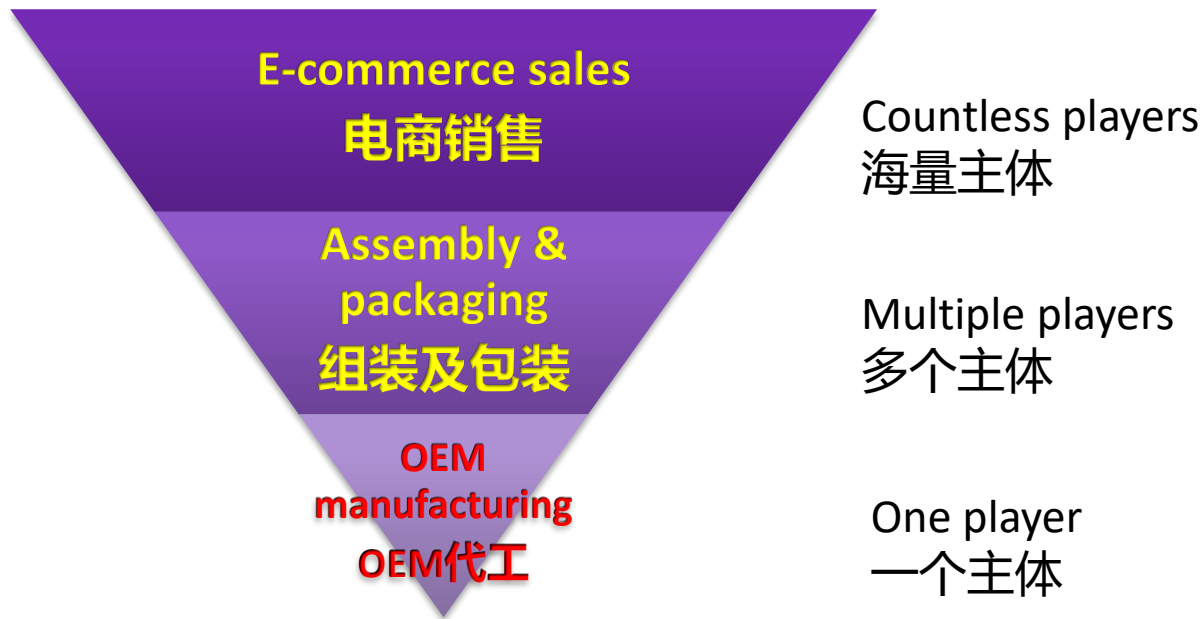 E-commerce sales
电商销售
Countless players
海量主体
Assembly &
packaging
组装及包装
Multiple players
多个主体
OEM
manufacturing
OEM代工
One player
一个主体